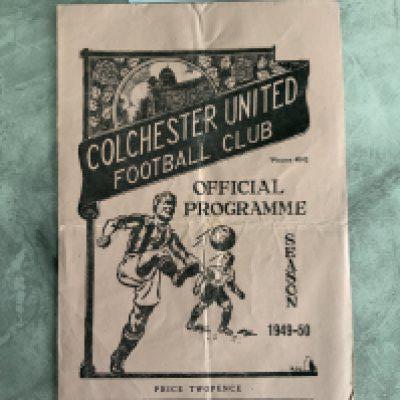 COLCHESTER UNITED
FOOTBALL CLUB
OFFICIAL
PROGRAMME
SEASON
1949-50
PRICE TWOPENCE